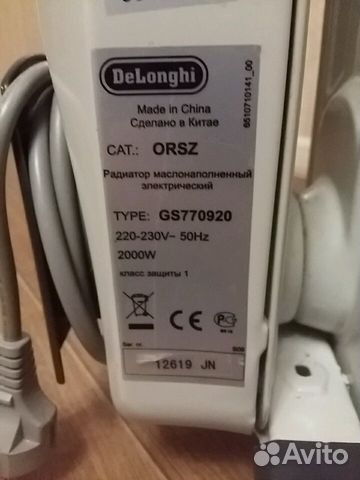 DeLonghi
Made in China
Сделано в Китае
6510710141_00
CAT.: ORSZ
Радиатор маслонаполненный
электрический
TYPE: GS770920
220-230V~ 50Hz
2000W
класс защиты 1
CE
12619 JN
Avito